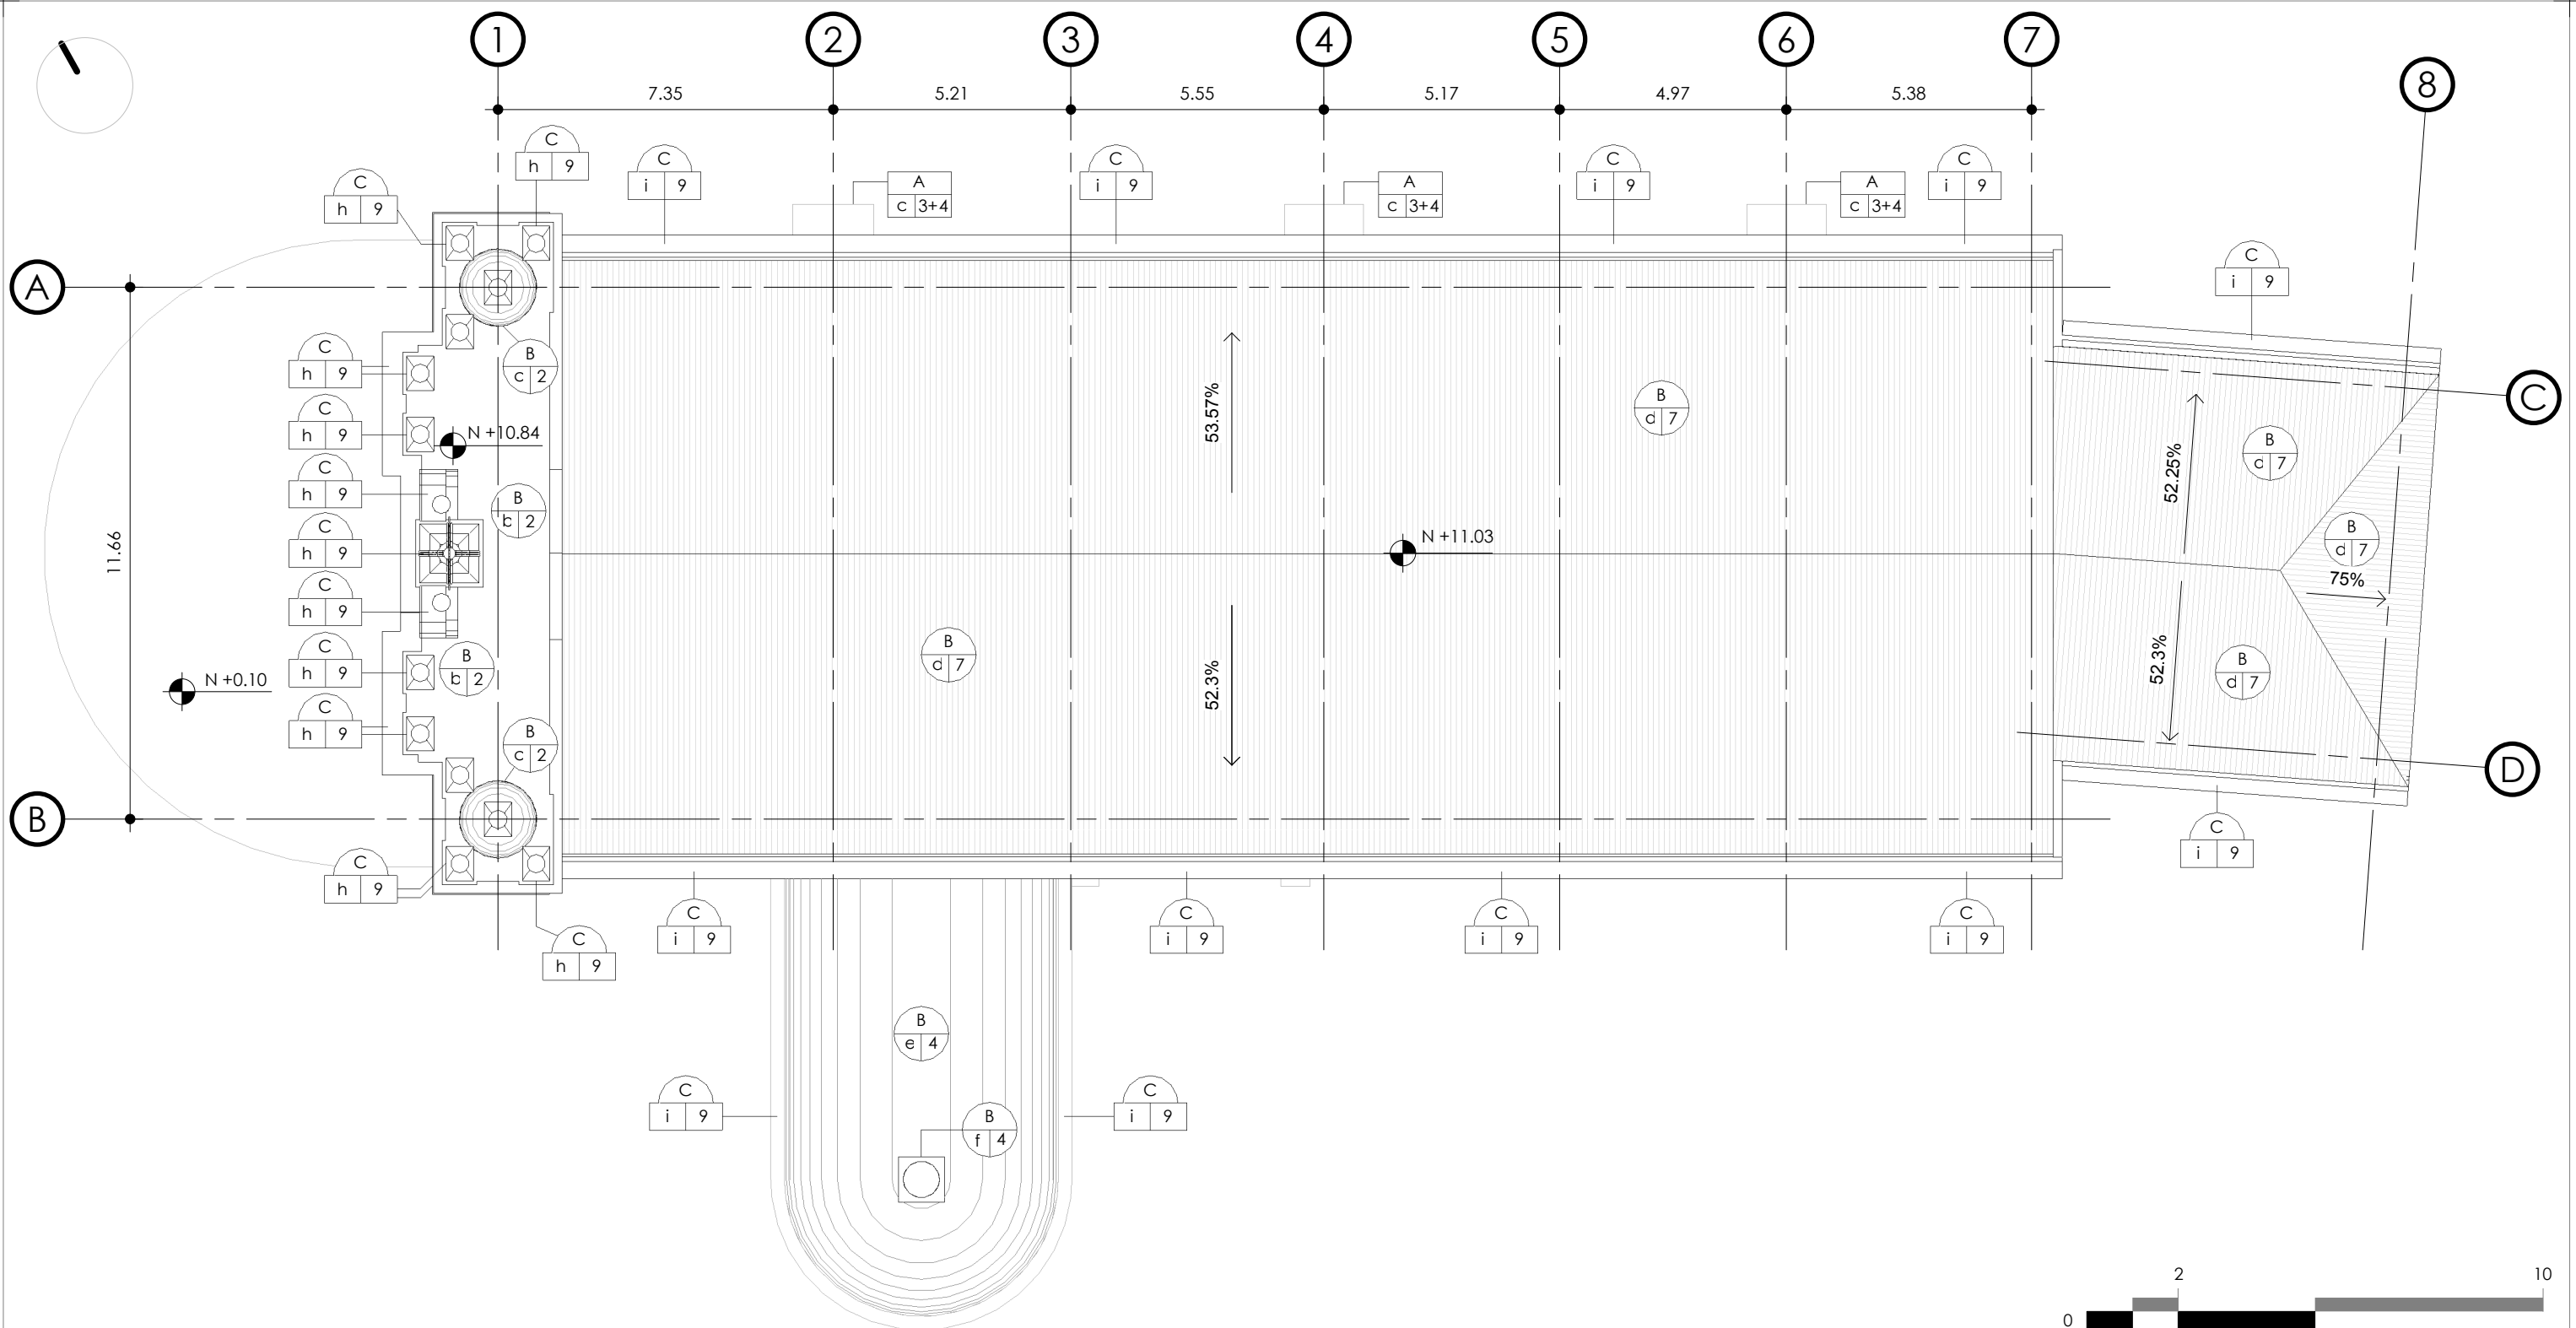 1 2 3 4 5 6 7
8
7.35 5.21 5.55 5.17 4.97 5.38
C
h 9
C
i 9
C
i 9
C
i 9
C
i 9
C
h 9
A
c 3+4
A
c 3+4
A
c 3+4
C
i 9
A
C
h 9
B
c 2
C
53.57%
B
d 7
C
h 9
N +10.84
B
d 7
52.25%
C
h 9
B
b 2
C
h 9
N +11.03
B
d 7
75%
11.66
C
h 9
C
h 9
B
b 2
B
d 7
52.3%
52.3%
B
d 7
N +0.10
C
h 9
B
c 2
D
B
C
i 9
C
h 9
C
h 9
C
i 9
C
i 9
C
i 9
C
i 9
B
e 4
C
i 9
B
f 4
C
i 9
2 10
0